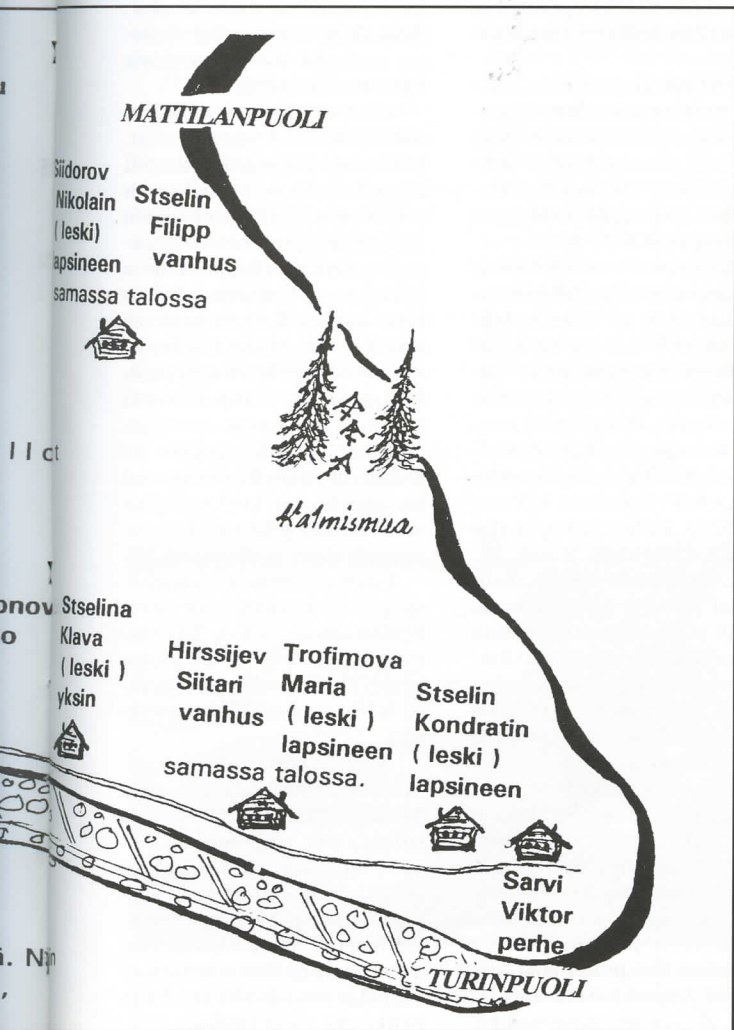 MATTILANPUOLI
Siidorov
Nikolain
(leski)
lapsineen
Stselin
Filipp
vanhus
samassa talossa
Kalmismua
Stselina
Klava
( leski )
yksin
Hirssijev
Siitari
vanhus
Trofimova
Maria
( leski )
lapsineen
samassa talossa.
Stselin
Kondratin
( leski )
lapsineen
Sarvi
Viktor
perhe
TURINPUOLI